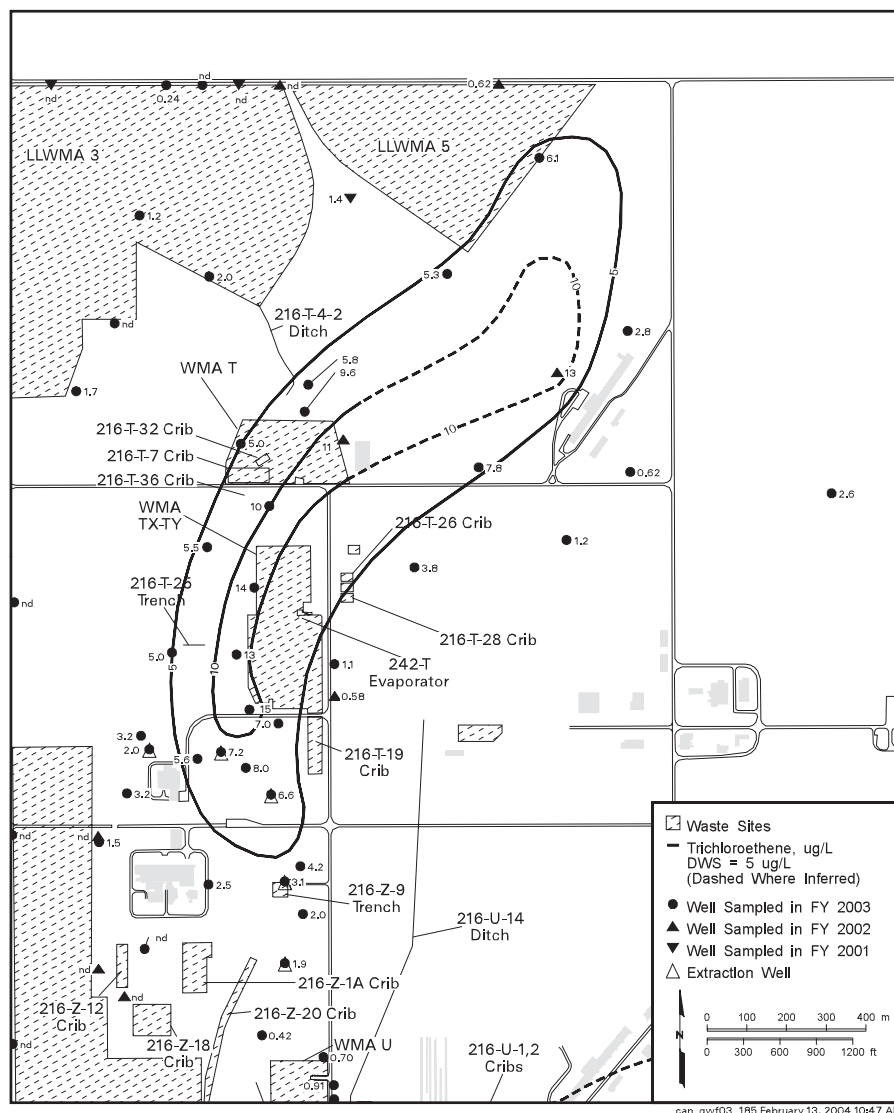 nd
nd
0.24
nd
nd
0.62
LLWMA 3
LLWMA 5
6.1
1.4
1.2
5.3
2.0
5
10
216-T-4-2
Ditch
nd
2.8
5.8
WMA T
13
1.7
9.6
216-T-32 Crib
5.0
11
10
216-T-7 Crib
7.8
0.62
216-T-36 Crib
2.6
10
WMA
TX-TY
216-T-26 Crib
1.2
5.5
3.8
14
216-T-25
Trench
nd
216-T-28 Crib
5.0
5
10
13
1.1
242-T
Evaporator
0.58
15
7.0
3.2
2.0
7.2
5.6
8.0
216-T-19
Crib
3.2
6.6
nd
nd
1.5
4.2
3.1
2.5
216-Z-9
Trench
2.0
216-U-14
Ditch
nd
nd
1.9
nd
216-Z-1A Crib
216-Z-12
Crib
216-Z-20 Crib
216-Z-18
Crib
0.42
nd
WMA U
0.70
216-U-1,2
Cribs
0.91
Waste Sites
Trichloroethene, ug/L
DWS = 5 ug/L
(Dashed Where Inferred)
Well Sampled in FY 2003
Well Sampled in FY 2002
Well Sampled in FY 2001
Extraction Well
N
0 100 200 300 400 m
0 300 600 900 1200 ft
can_gwf03_185 February 13, 2004 10:47 A